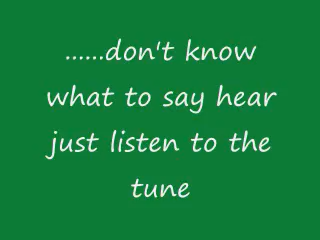 ......don't know
what to say hear
just listen to the
tune